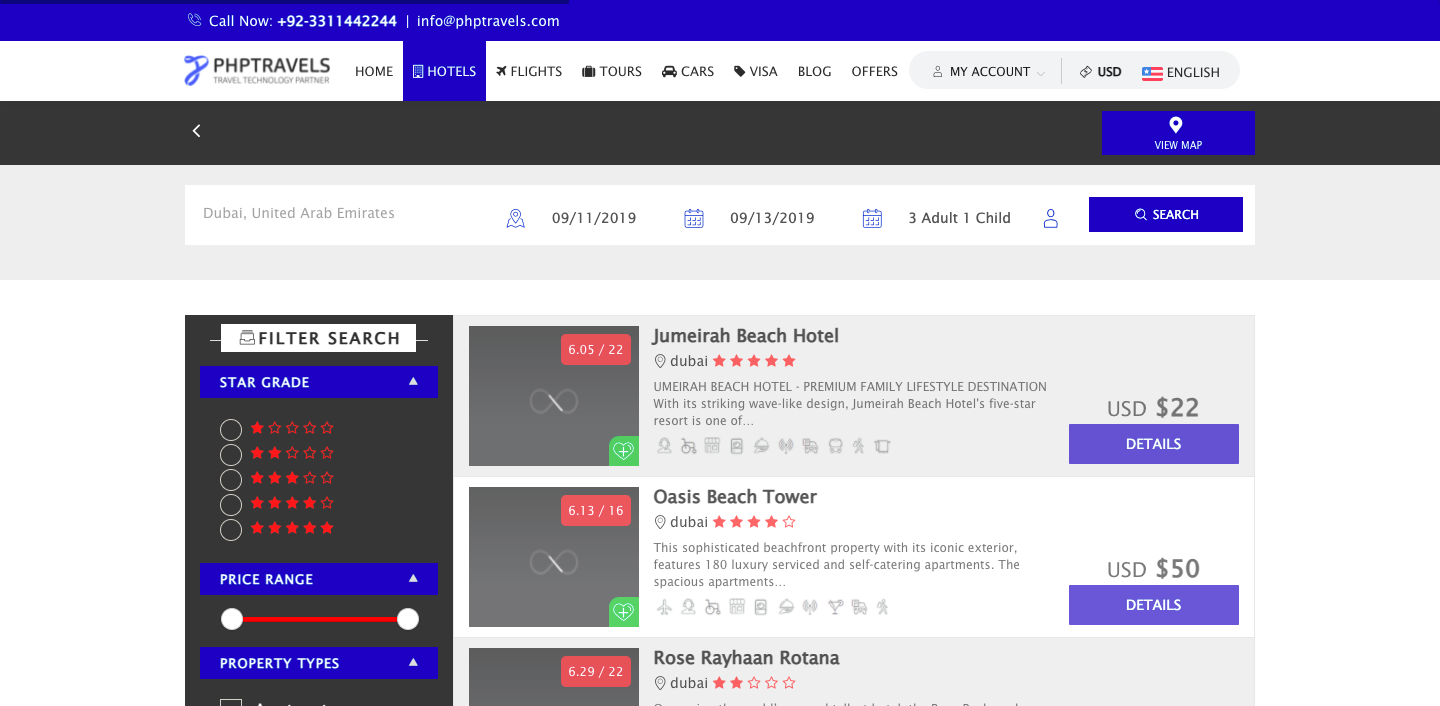 Call Now: +92-3311442244 | info@phptravels.com
PHPTRAVELS
TRAVEL TECHNOLOGY PARTNER
HOME HOTELS FLIGHTS TOURS CARS VISA BLOG OFFERS MY ACCOUNT USD ENGLISH
VIEW MAP
Dubai, United Arab Emirates 09/11/2019 09/13/2019 3 Adult 1 Child SEARCH
FILTER SEARCH
STAR GRADE
PRICE RANGE
PROPERTY TYPES
6.05 / 22
Jumeirah Beach Hotel
dubai
UMEIRAH BEACH HOTEL - PREMIUM FAMILY LIFESTYLE DESTINATION
With its striking wave-like design, Jumeirah Beach Hotel's five-star
resort is one of...
USD $22
DETAILS
6.13 / 16
Oasis Beach Tower
dubai
This sophisticated beachfront property with its iconic exterior,
features 180 luxury serviced and self-catering apartments. The
spacious apartments...
USD $50
DETAILS
6.29 / 22
Rose Rayhaan Rotana
dubai